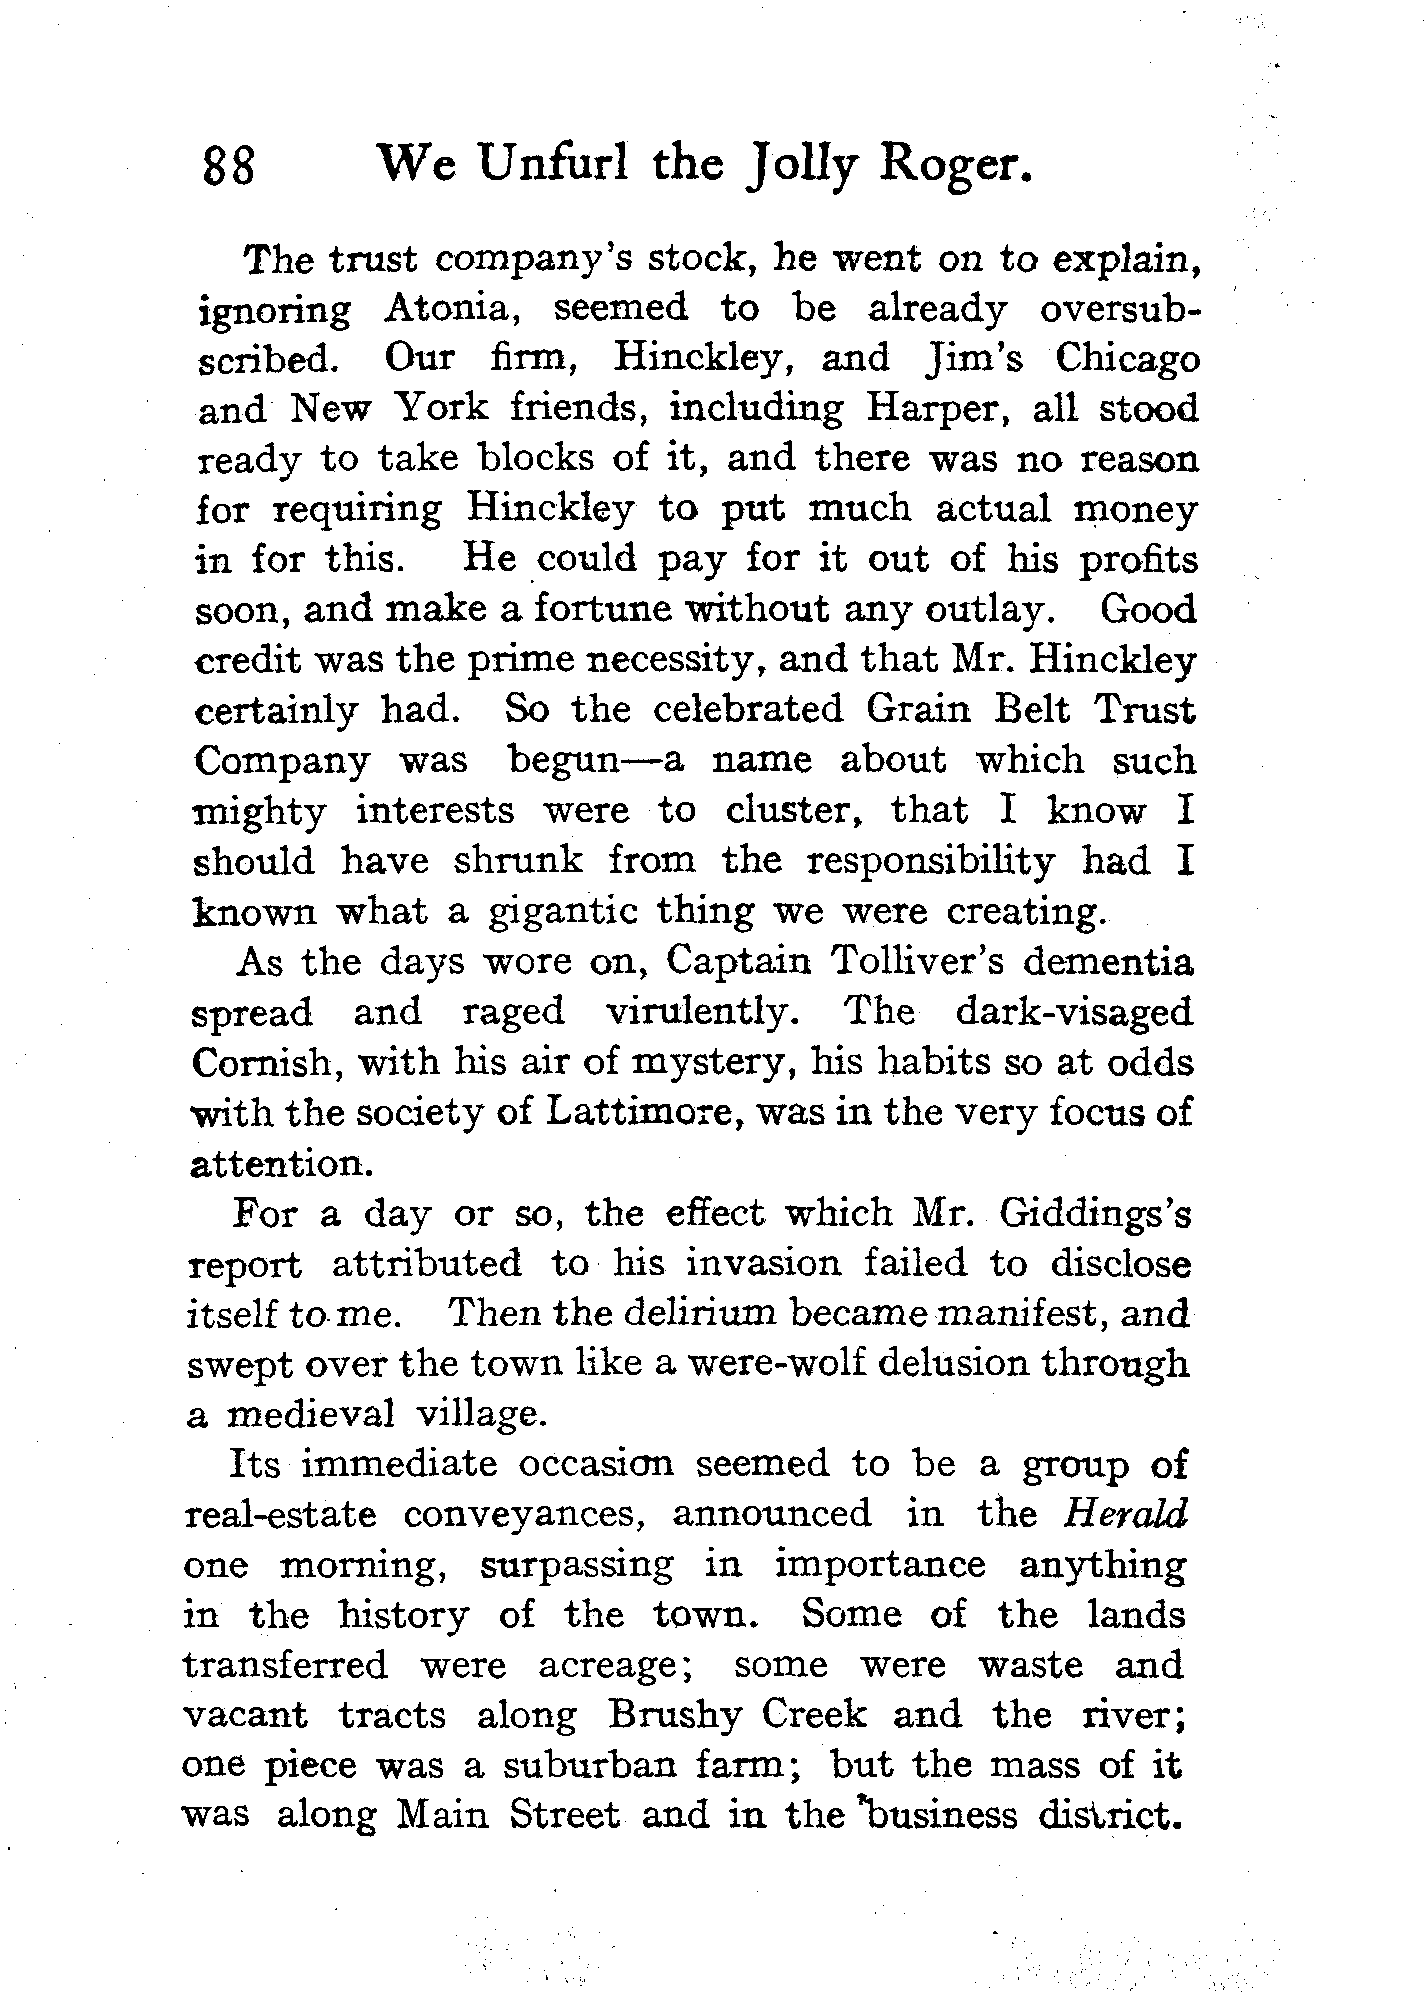 88 We Unfurl the Jolly Roger.
The trust company's stock, he went on to explain,
ignoring Atonia, seemed to be already oversub-
scribed. Our firm, Hinckley, and Jim's Chicago
and New York friends, including Harper, all stood
ready to take blocks of it, and there was no reason
for requiring Hinckley to put much actual money
in for this. He could pay for it out of his profits
soon, and make a fortune without any outlay. Good
credit was the prime necessity, and that Mr. Hinckley
certainly had. So the celebrated Grain Belt Trust
Company was begun—a name about which such
mighty interests were to cluster, that I know I
should have shrunk from the responsibility had I
known what a gigantic thing we were creating.
As the days wore on, Captain Tolliver's dementia
spread and raged virulently. The dark-visaged
Cornish, with his air of mystery, his habits so at odds
with the society of Lattimore, was in the very focus of
attention.
For a day or so, the effect which Mr. Giddings's
report attributed to his invasion failed to disclose
itself to me. Then the delirium became manifest, and
swept over the town like a were-wolf delusion through
a medieval village.
Its immediate occasion seemed to be a group of
real-estate conveyances, announced in the Herald
one morning, surpassing in importance anything
in the history of the town. Some of the lands
transferred were acreage; some were waste and
vacant tracts along Brushy Creek and the river;
one piece was a suburban farm; but the mass of it
was along Main Street and in the business district.